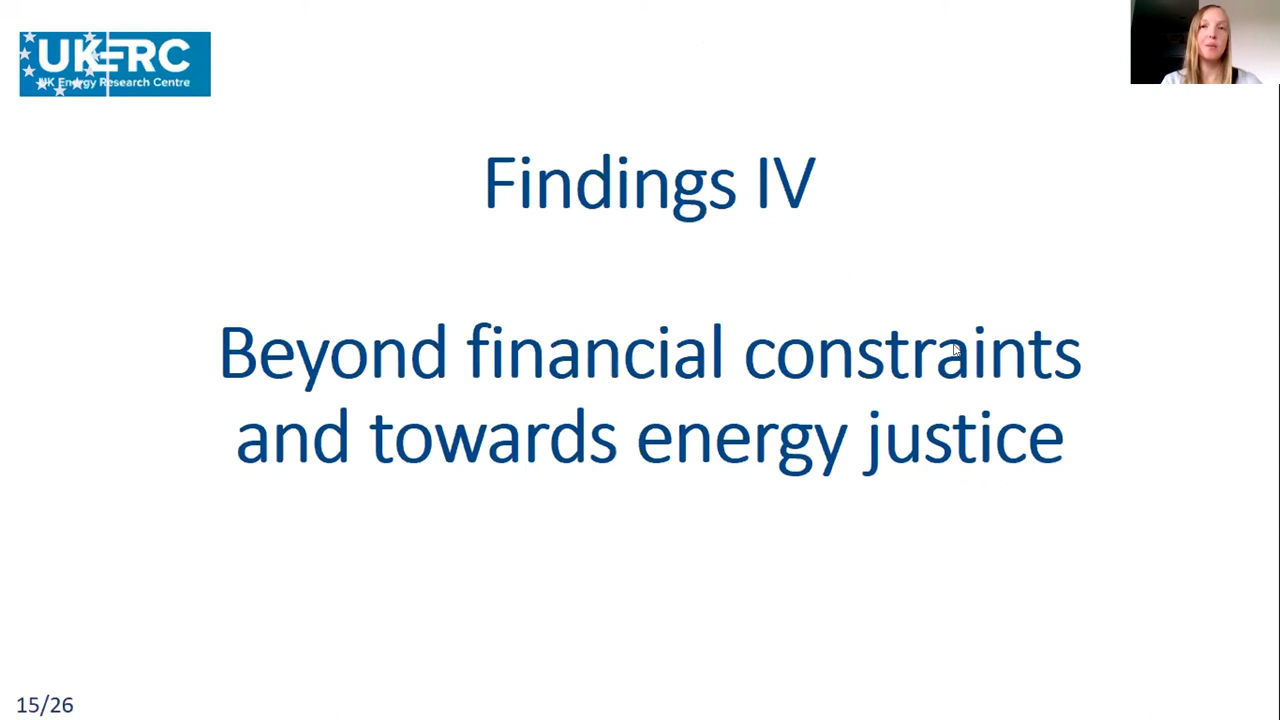 UKERC
UK Energy Research Centre
Findings IV
Beyond financial constraints
and towards energy justice
15/26